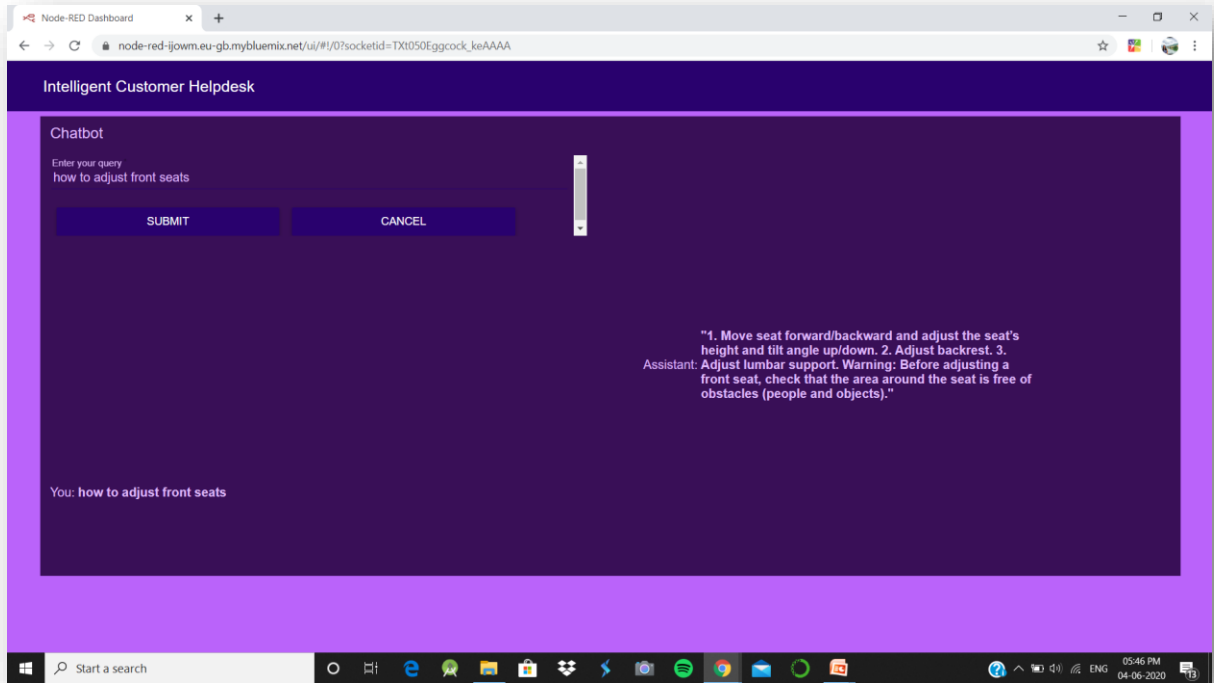 Node-RED Dashboard
node-red-ijowm.eu-gb.mybluemix.net/ui/#!/0?socketid=TXt050Eggcock_keAAAA
Intelligent Customer Helpdesk
Chatbot
Enter your query
how to adjust front seats
SUBMIT CANCEL
"1. Move seat forward/backward and adjust the seat's
height and tilt angle up/down. 2. Adjust backrest. 3.
Assistant: Adjust lumbar support. Warning: Before adjusting a
front seat, check that the area around the seat is free of
obstacles (people and objects)."
You: how to adjust front seats
Start a search
ENG
05:46 PM
04-06-2020
13